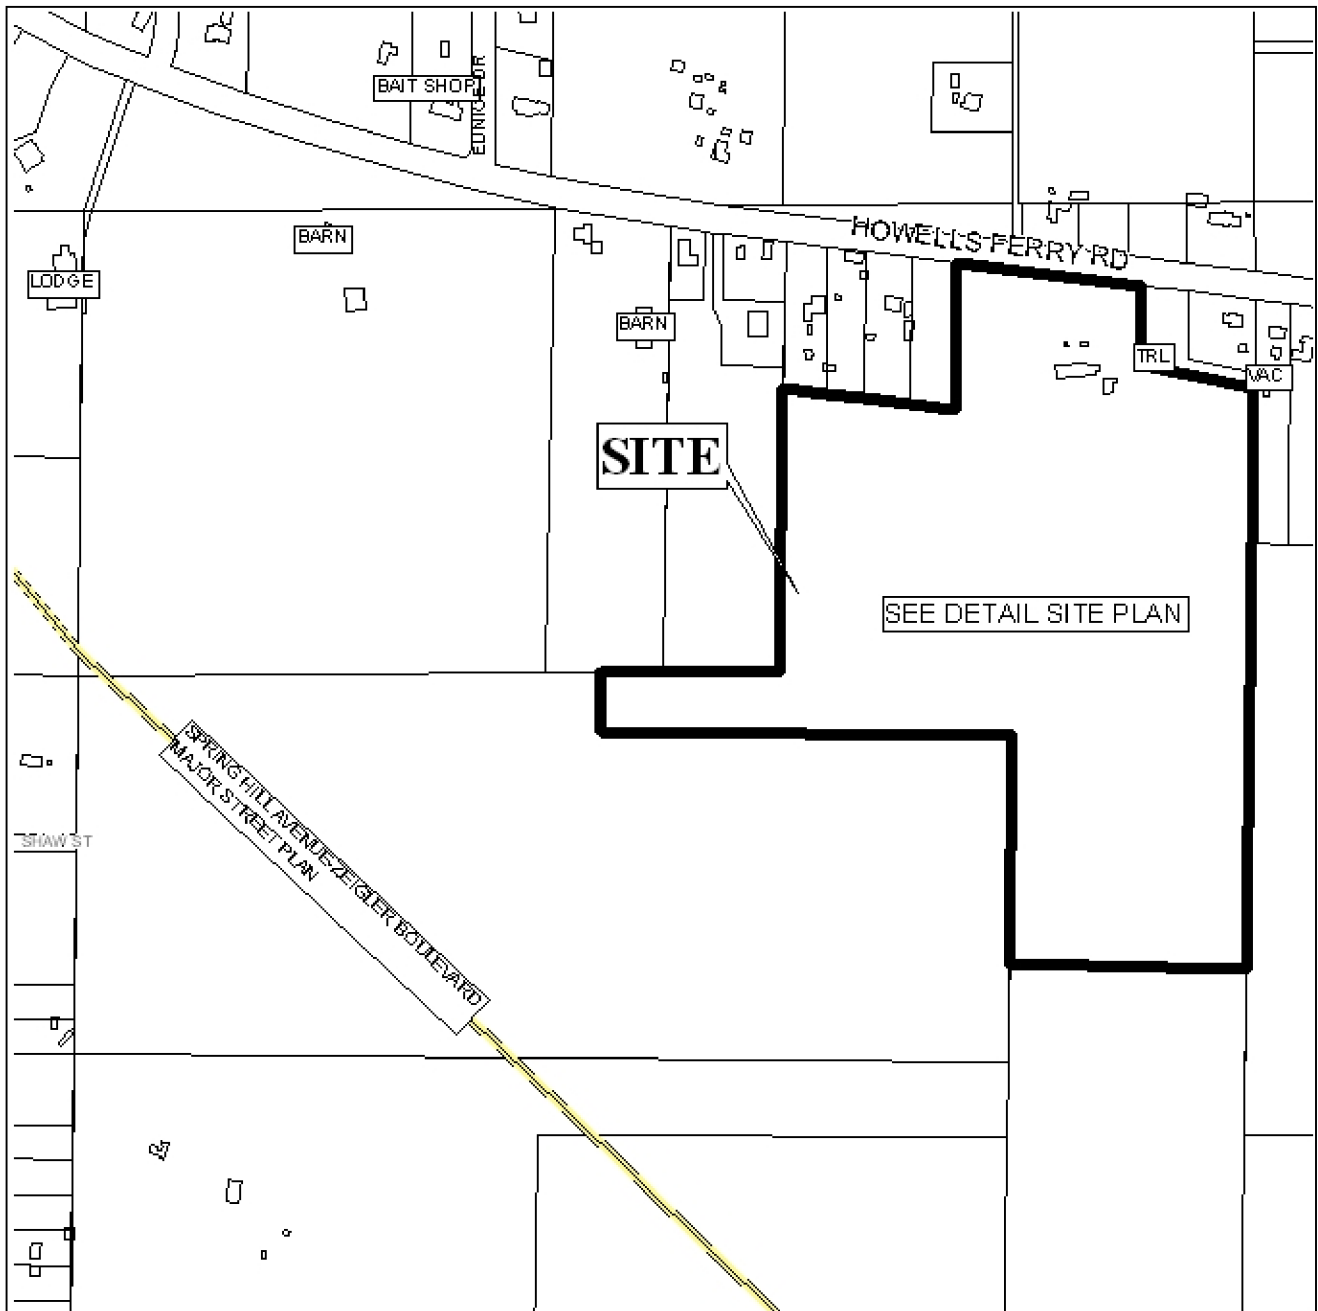 BAIT SHOP
EUNICE DR
HOWELLS FERRY RD
BARN
LODGE
BARN
TRL
VAC
SITE
SEE DETAIL SITE PLAN
SPRING HILL AVENUE-ZEIGLER BOULEVARD
MAJOR STREET PLAN
SHAW ST
R